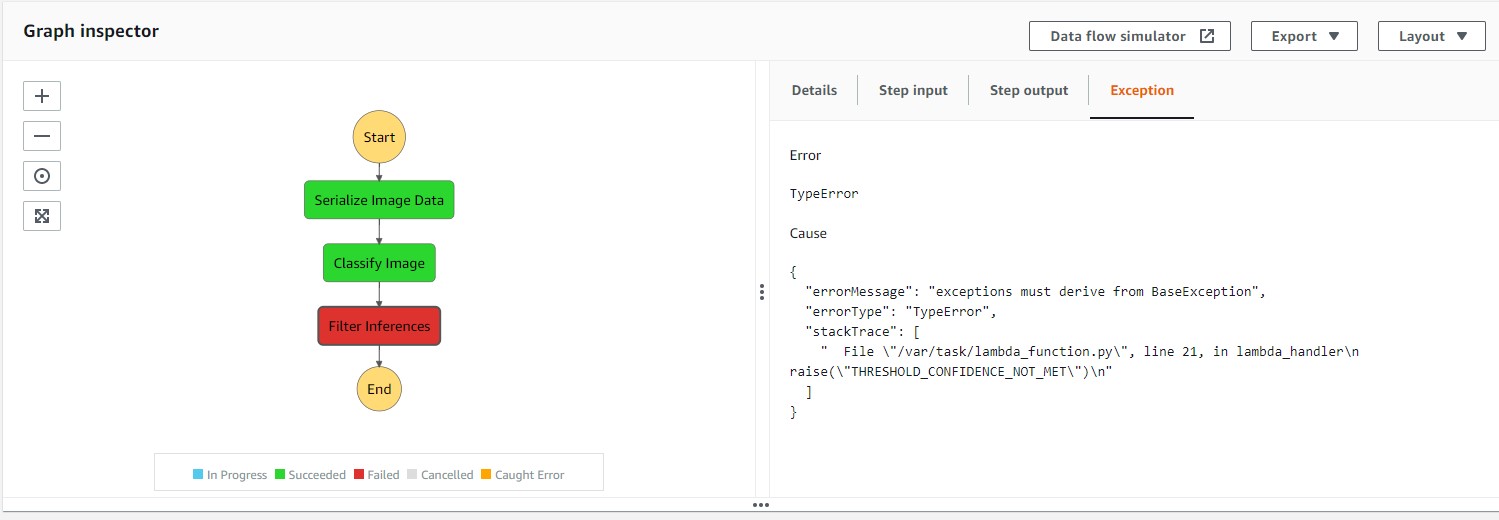 Graph inspector
Data flow simulator
Export
Layout
Start
Serialize Image Data
Classify Image
Filter Inferences
End
In Progress Succeeded Failed Cancelled Caught Error
Details Step input Step output Exception
Error
TypeError
Cause
{
"errorMessage": "exceptions must derive from BaseException",
"errorType": "TypeError",
"stackTrace": [
"  File \"/var/task/lambda_function.py\", line 21, in lambda_handler\n
raise(\"THRESHOLD_CONFIDENCE_NOT_MET\")\n"
]
}